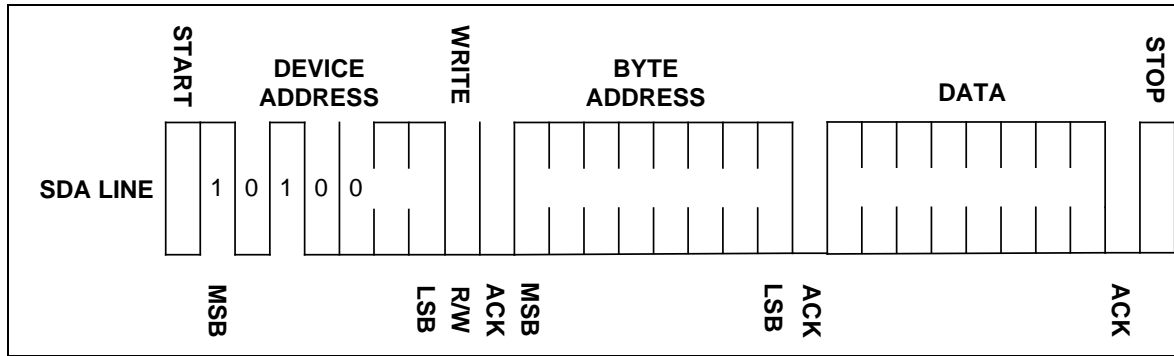 START
DEVICE
ADDRESS
WRITE
BYTE
ADDRESS
DATA
STOP
SDA LINE
1 0 1 0 0
MSB
LSB
R/W
ACK
MSB
LSB
ACK
ACK